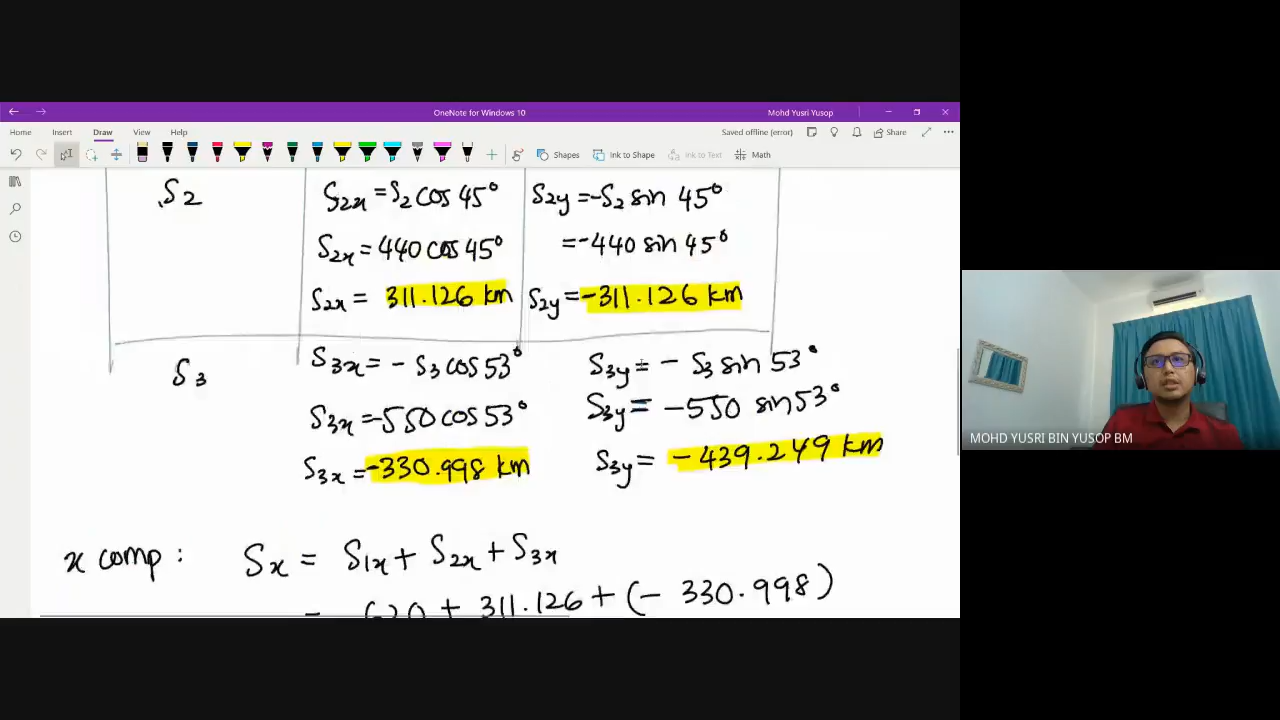 OneNote for Windows 10
Mohd Yusri Yusop
Home Insert Draw View Help
Saved offline (error)
Share
Shapes
Ink to Shape
Ink to Text
Math
S2
S2x = S2 cos 45°
S2y = -S2 sin 45°
S2x = 440 cos 45°
= -440 sin 45°
S2x = 311.126 km
S2y = -311.126 km
S3
S3x = - S3 cos 53°
S3y = - S3 sin 53°
S3x = -550 cos 53°
S3y = -550 sin 53°
S3x = -330.998 km
S3y = -439.249 km
x comp : Sx = S1x + S2x + S3x
= 620 + 311.126 + (- 330.998)
MOHD YUSRI BIN YUSOP BM